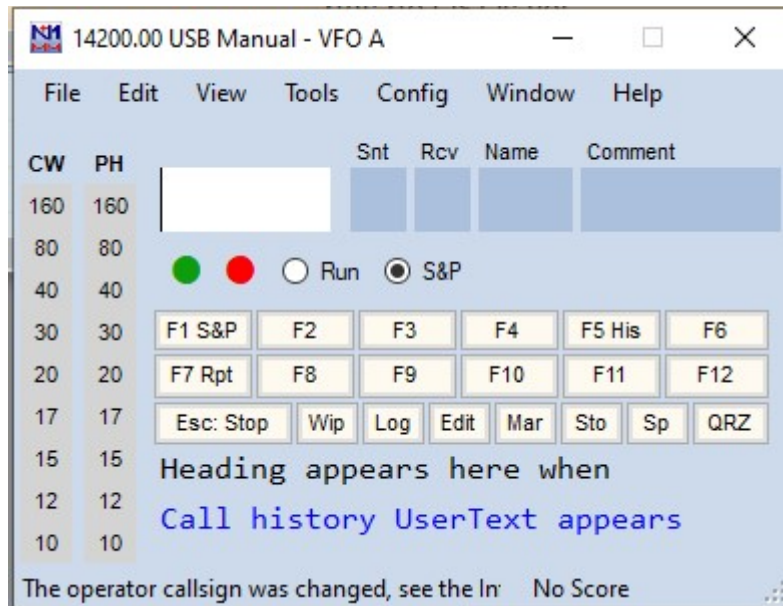 14200.00 USB Manual - VFO A
File Edit View Tools Config Window Help
CW PH
Snt Rcv Name Comment
160 160
80 80
40 40
30 30
20 20
17 17
15 15
12 12
10 10
Run S&P
F1 S&P F2 F3 F4 F5 His F6
F7 Rpt F8 F9 F10 F11 F12
Esc: Stop Wip Log Edit Mar Sto Sp QRZ
Heading appears here when
Call history UserText appears
The operator callsign was changed, see the In No Score